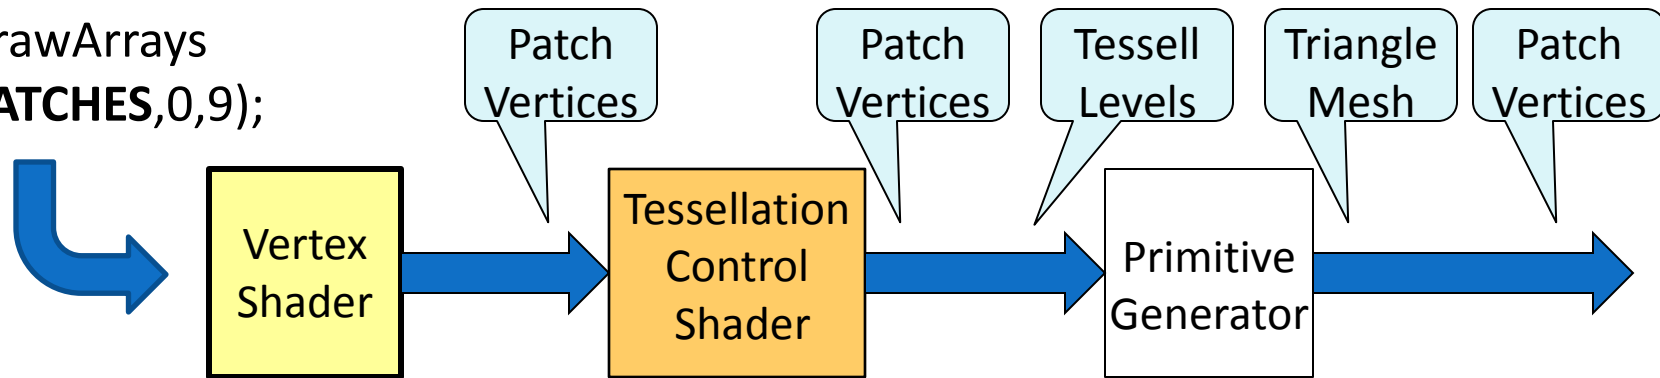 rawArrays
ATCHES,0,9);
Patch
Vertices
Patch
Vertices
Tessell
Levels
Triangle
Mesh
Patch
Vertices
Vertex
Shader
Tessellation
Control
Shader
Primitive
Generator